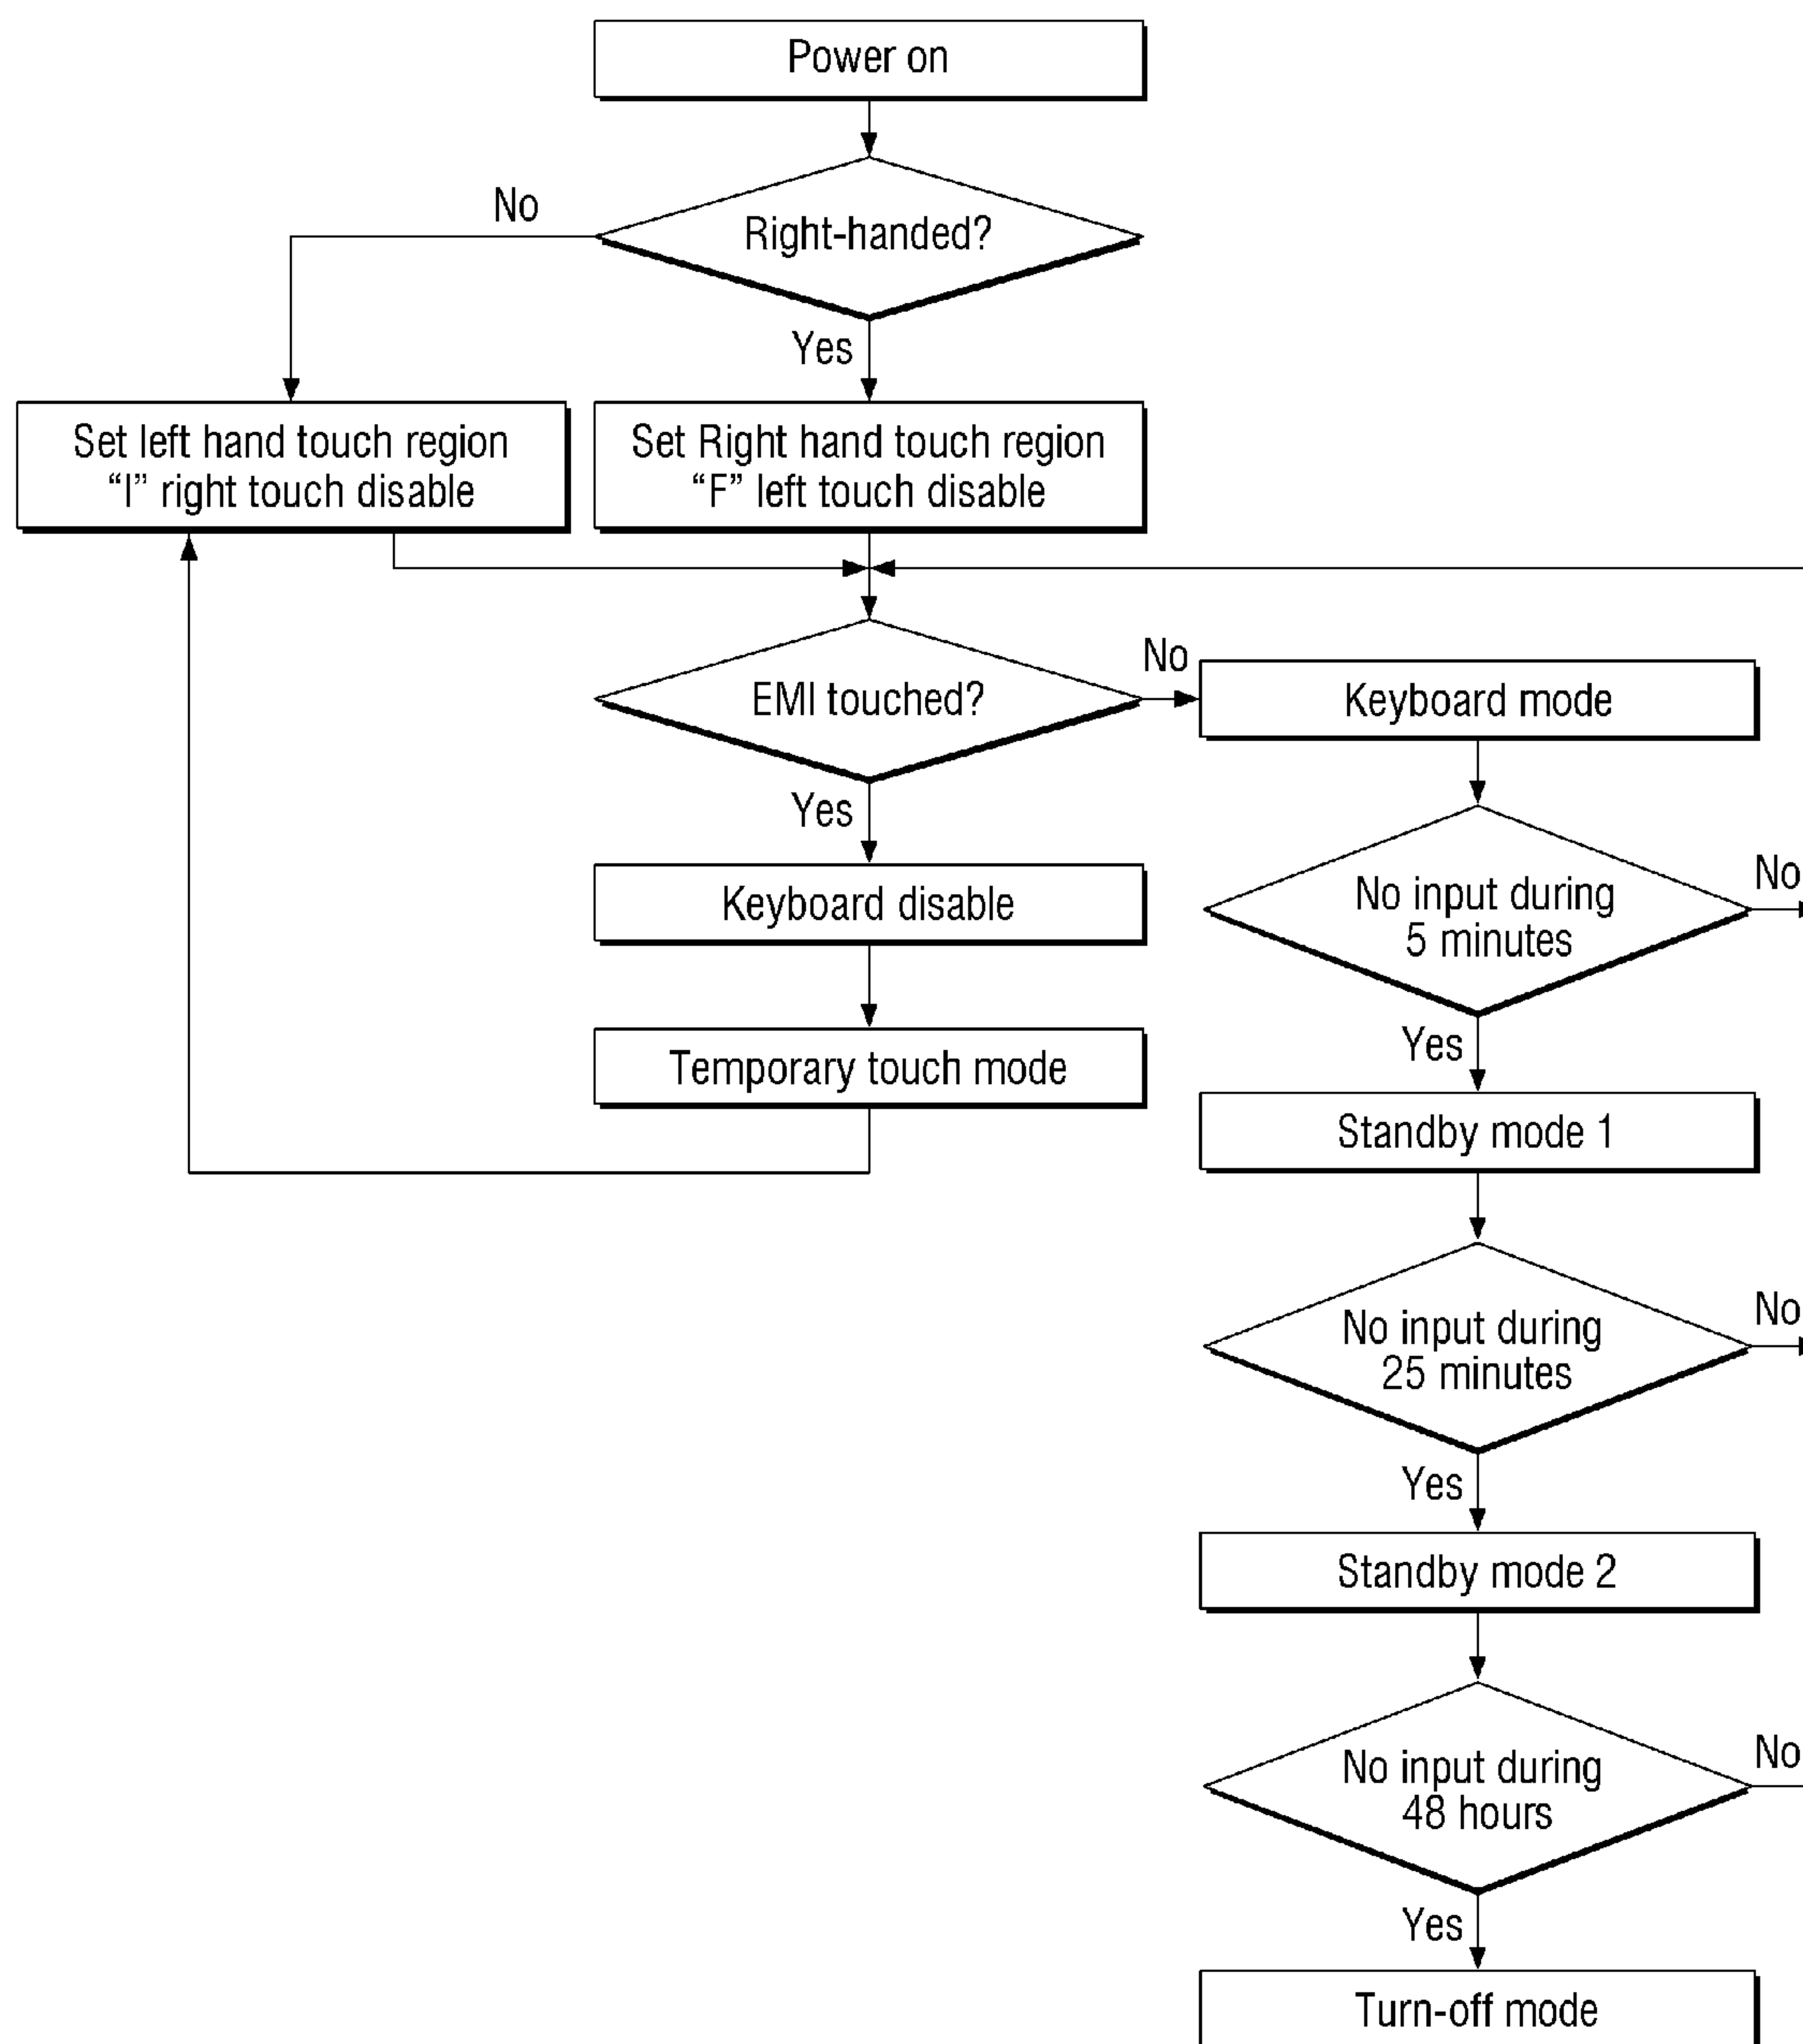 Power on
No
Right-handed?
Yes
Set left hand touch region
“I” right touch disable
Set Right hand touch region
“F” left touch disable
EMI touched?
No
Keyboard mode
Yes
Keyboard disable
No input during
5 minutes
No
Temporary touch mode
Yes
Standby mode 1
No input during
25 minutes
No
Yes
Standby mode 2
No input during
48 hours
No
Yes
Turn-off mode